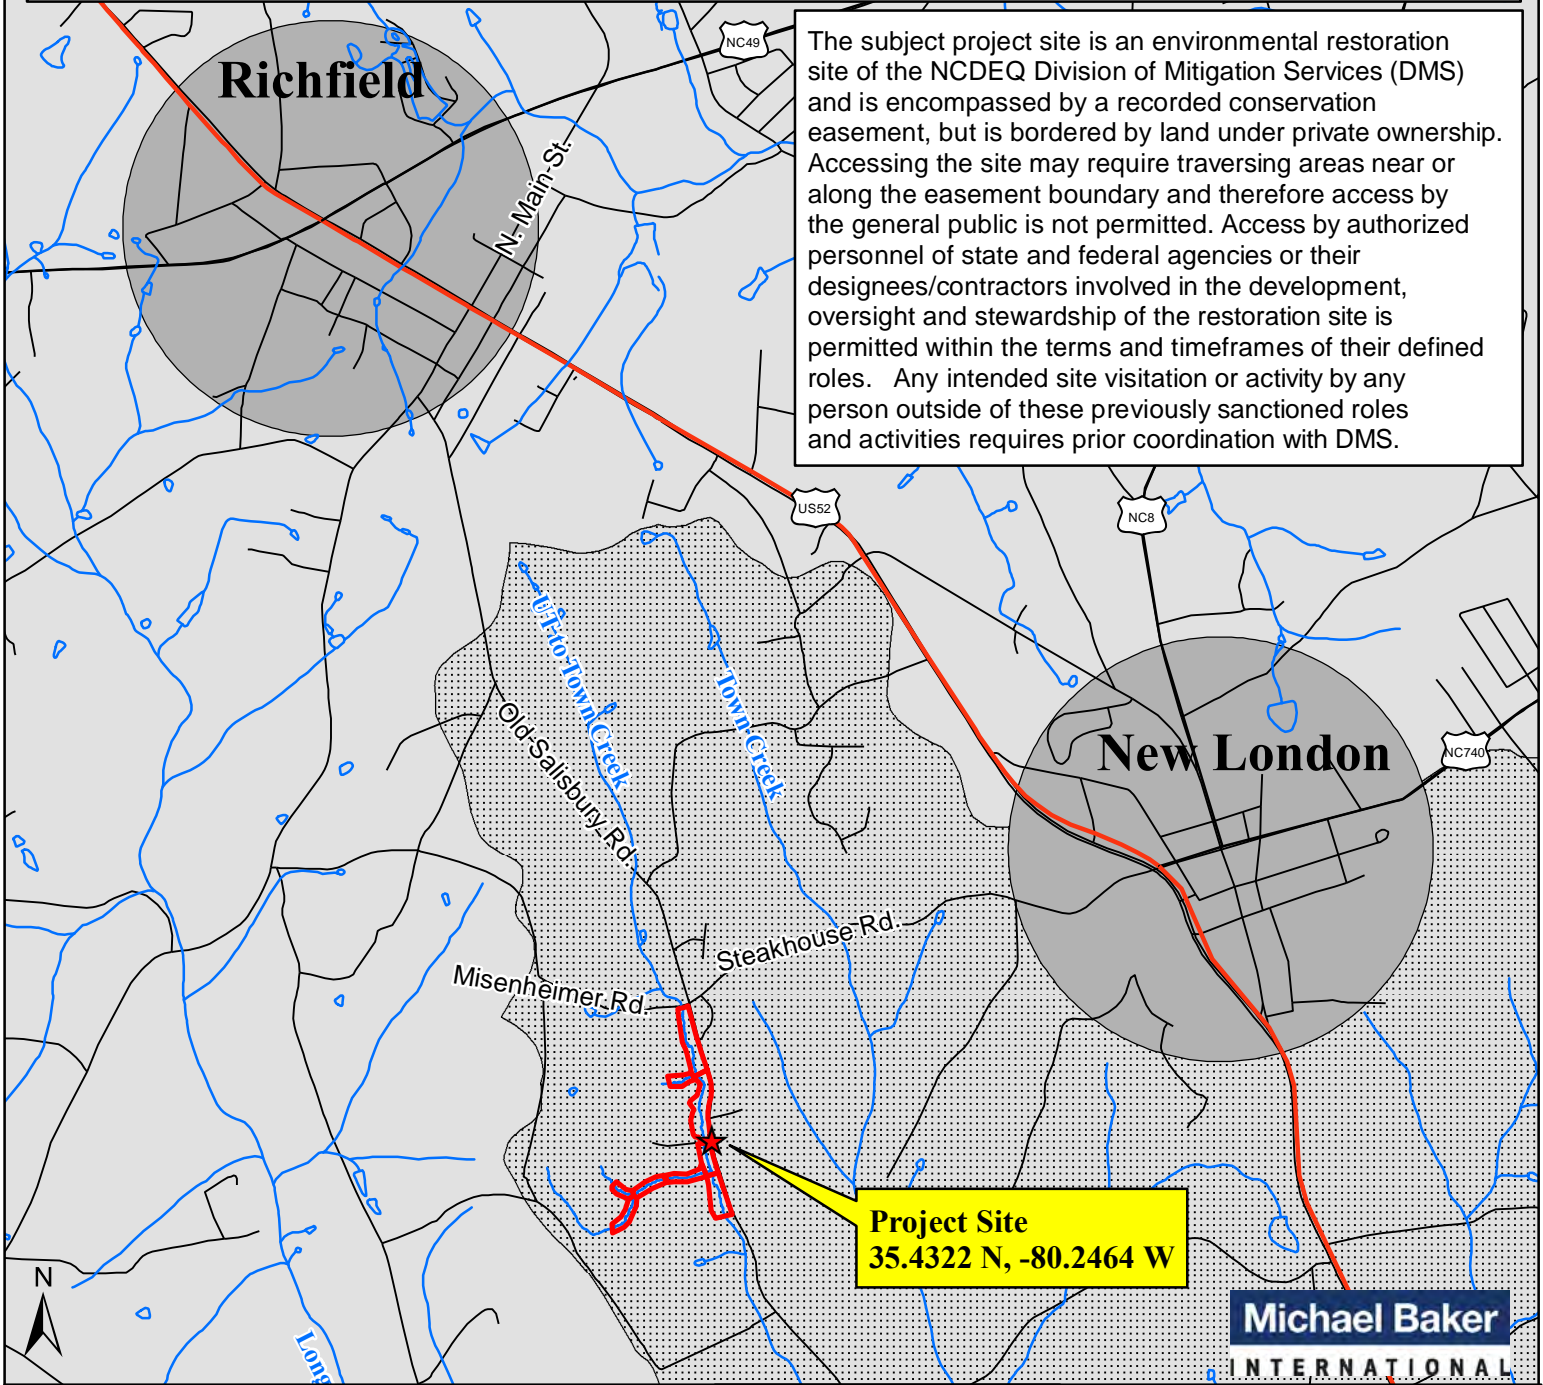 The subject project site is an environmental restoration
site of the NCDEQ Division of Mitigation Services (DMS)
and is encompassed by a recorded conservation
easement, but is bordered by land under private ownership.
Accessing the site may require traversing areas near or
along the easement boundary and therefore access by
the general public is not permitted. Access by authorized
personnel of state and federal agencies or their
designees/contractors involved in the development,
oversight and stewardship of the restoration site is
permitted within the terms and timeframes of their defined
roles.   Any intended site visitation or activity by any
person outside of these previously sanctioned roles
and activities requires prior coordination with DMS.
NC49
Richfield
N. Main St.
US52
NC8
UT to Town Creek
Town Creek
Old Salisbury Rd.
New London
NC740
Steakhouse Rd.
Misenheimer Rd.
Project Site
35.4322 N, -80.2464 W
N
Long
Michael Baker
INTERNATIONAL